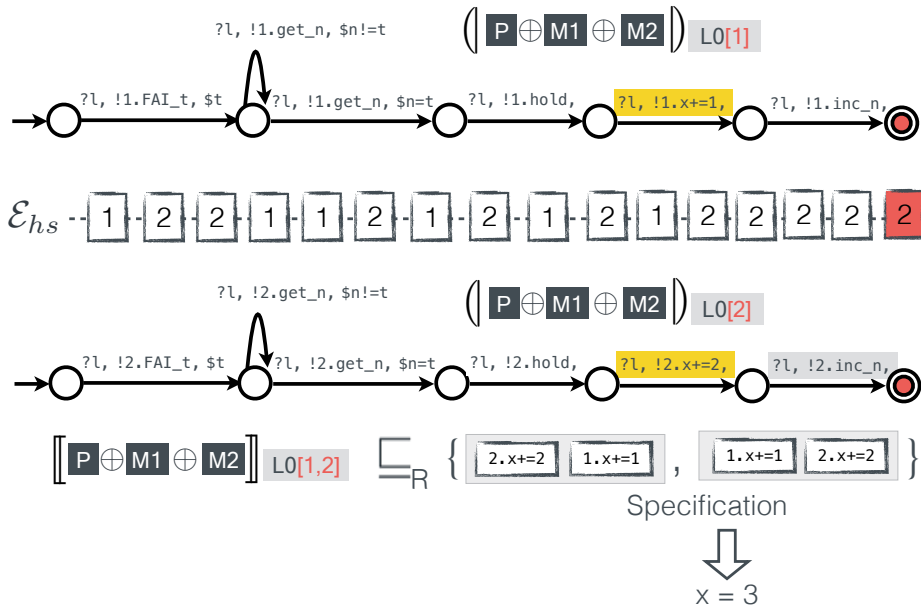 ?l, !1.get_n, $n!=t
(| P ⊕ M1 ⊕ M2 |) L0[1]
?l, !1.FAI_t, $t ?l, !1.get_n, $n=t ?l, !1.hold, ?l, !1.x+=1, ?l, !1.inc_n,
ℰhs 1 2 2 1 1 2 1 2 1 2 1 2 2 2 2
?l, !2.get_n, $n!=t
(| P ⊕ M1 ⊕ M2 |) L0[2]
?l, !2.FAI_t, $t ?l, !2.get_n, $n=t ?l, !2.hold, ?l, !2.x+=2, ?l, !2.inc_n,
⟦ P ⊕ M1 ⊕ M2 ⟧ L0[1,2] ⊑R { 2.x+=2 1.x+=1 , 1.x+=1 2.x+=2 }
Specification
x = 3